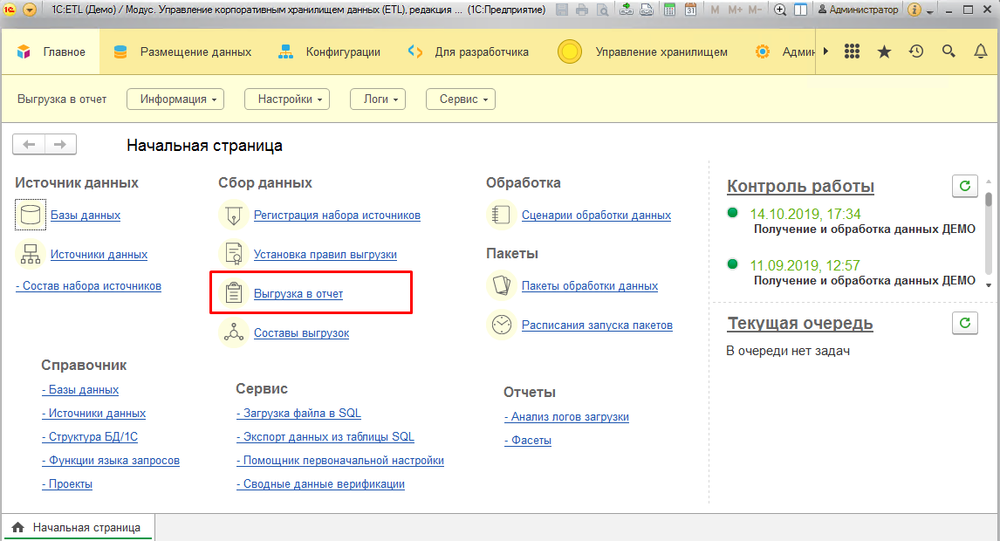 1С:ETL (Демо) / Модус. Управление корпоративным хранилищем данных (ETL), редакция ... (1С:Предприятие)
M M+ M-
Администратор
Главное
Размещение данных
Конфигурации
Для разработчика
Управление хранилищем
Админ
Выгрузка в отчет
Информация
Настройки
Логи
Сервис
Начальная страница
Источник данных
Базы данных
Источники данных
- Состав набора источников
Сбор данных
Регистрация набора источников
Установка правил выгрузки
Выгрузка в отчет
Составы выгрузок
Обработка
Сценарии обработки данных
Пакеты
Пакеты обработки данных
Расписания запуска пакетов
Контроль работы
14.10.2019, 17:34
Получение и обработка данных ДЕМО
11.09.2019, 12:57
Получение и обработка данных ДЕМО
Текущая очередь
В очереди нет задач
Справочник
- Базы данных
- Источники данных
- Структура БД/1С
- Функции языка запросов
- Проекты
Сервис
- Загрузка файла в SQL
- Экспорт данных из таблицы SQL
- Помощник первоначальной настройки
- Сводные данные верификации
Отчеты
- Анализ логов загрузки
- Фасеты
Начальная страница